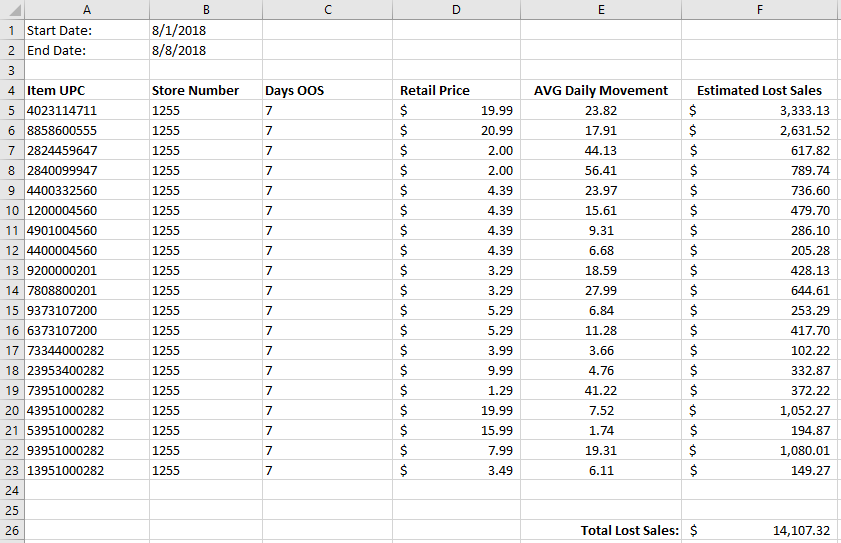 A B C D E F
1 Start Date: 8/1/2018
2 End Date: 8/8/2018
3
4 Item UPC Store Number Days OOS Retail Price AVG Daily Movement Estimated Lost Sales
5 4023114711 1255 7 $ 19.99 23.82 $ 3,333.13
6 8858600555 1255 7 $ 20.99 17.91 $ 2,631.52
7 2824459647 1255 7 $ 2.00 44.13 $ 617.82
8 2840099947 1255 7 $ 2.00 56.41 $ 789.74
9 4400332560 1255 7 $ 4.39 23.97 $ 736.60
10 1200004560 1255 7 $ 4.39 15.61 $ 479.70
11 4901004560 1255 7 $ 4.39 9.31 $ 286.10
12 4400004560 1255 7 $ 4.39 6.68 $ 205.28
13 9200000201 1255 7 $ 3.29 18.59 $ 428.13
14 7808800201 1255 7 $ 3.29 27.99 $ 644.61
15 9373107200 1255 7 $ 5.29 6.84 $ 253.29
16 6373107200 1255 7 $ 5.29 11.28 $ 417.70
17 73344000282 1255 7 $ 3.99 3.66 $ 102.22
18 23953400282 1255 7 $ 9.99 4.76 $ 332.87
19 73951000282 1255 7 $ 1.29 41.22 $ 372.22
20 43951000282 1255 7 $ 19.99 7.52 $ 1,052.27
21 53951000282 1255 7 $ 15.99 1.74 $ 194.87
22 93951000282 1255 7 $ 7.99 19.31 $ 1,080.01
23 13951000282 1255 7 $ 3.49 6.11 $ 149.27
24
25
26 Total Lost Sales: $ 14,107.32